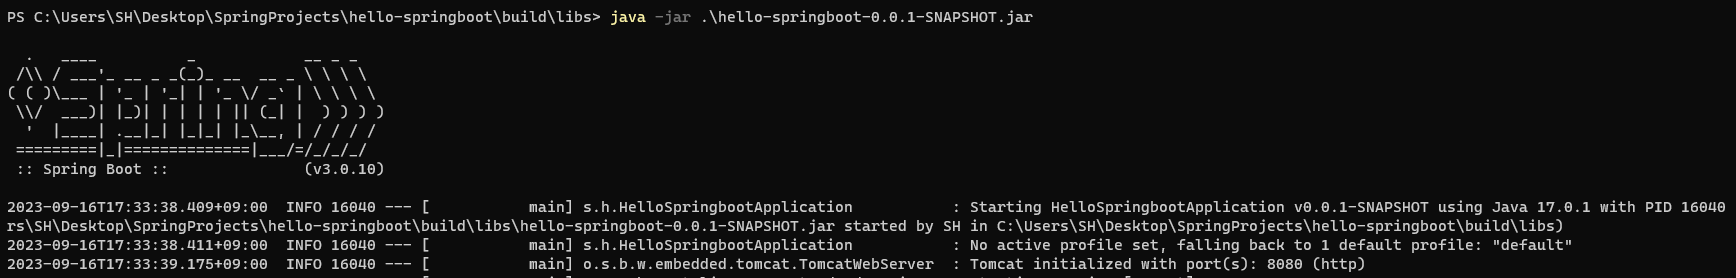 PS C:\Users\SH\Desktop\SpringProjects\hello-springboot\build\libs> java -jar .\hello-springboot-0.0.1-SNAPSHOT.jar
  .   ____          _            __ _ _
 /\\ / ___'_ __ _ _(_)_ __  __ _ \ \ \ \
( ( )\___ | '_ | '_| | '_ \/ _` | \ \ \ \
 \\/  ___)| |_)| | | | | || (_| |  ) ) ) )
  '  |____| .__|_| |_|_| |_\__, | / / / /
 =========|_|==============|___/=/_/_/_/
 :: Spring Boot ::               (v3.0.10)
2023-09-16T17:33:38.409+09:00  INFO 16040 --- [           main] s.h.HelloSpringbootApplication           : Starting HelloSpringbootApplication v0.0.1-SNAPSHOT using Java 17.0.1 with PID 16040
rs\SH\Desktop\SpringProjects\hello-springboot\build\libs\hello-springboot-0.0.1-SNAPSHOT.jar started by SH in C:\Users\SH\Desktop\SpringProjects\hello-springboot\build\libs)
2023-09-16T17:33:38.411+09:00  INFO 16040 --- [           main] s.h.HelloSpringbootApplication           : No active profile set, falling back to 1 default profile: "default"
2023-09-16T17:33:39.175+09:00  INFO 16040 --- [           main] o.s.b.w.embedded.tomcat.TomcatWebServer  : Tomcat initialized with port(s): 8080 (http)